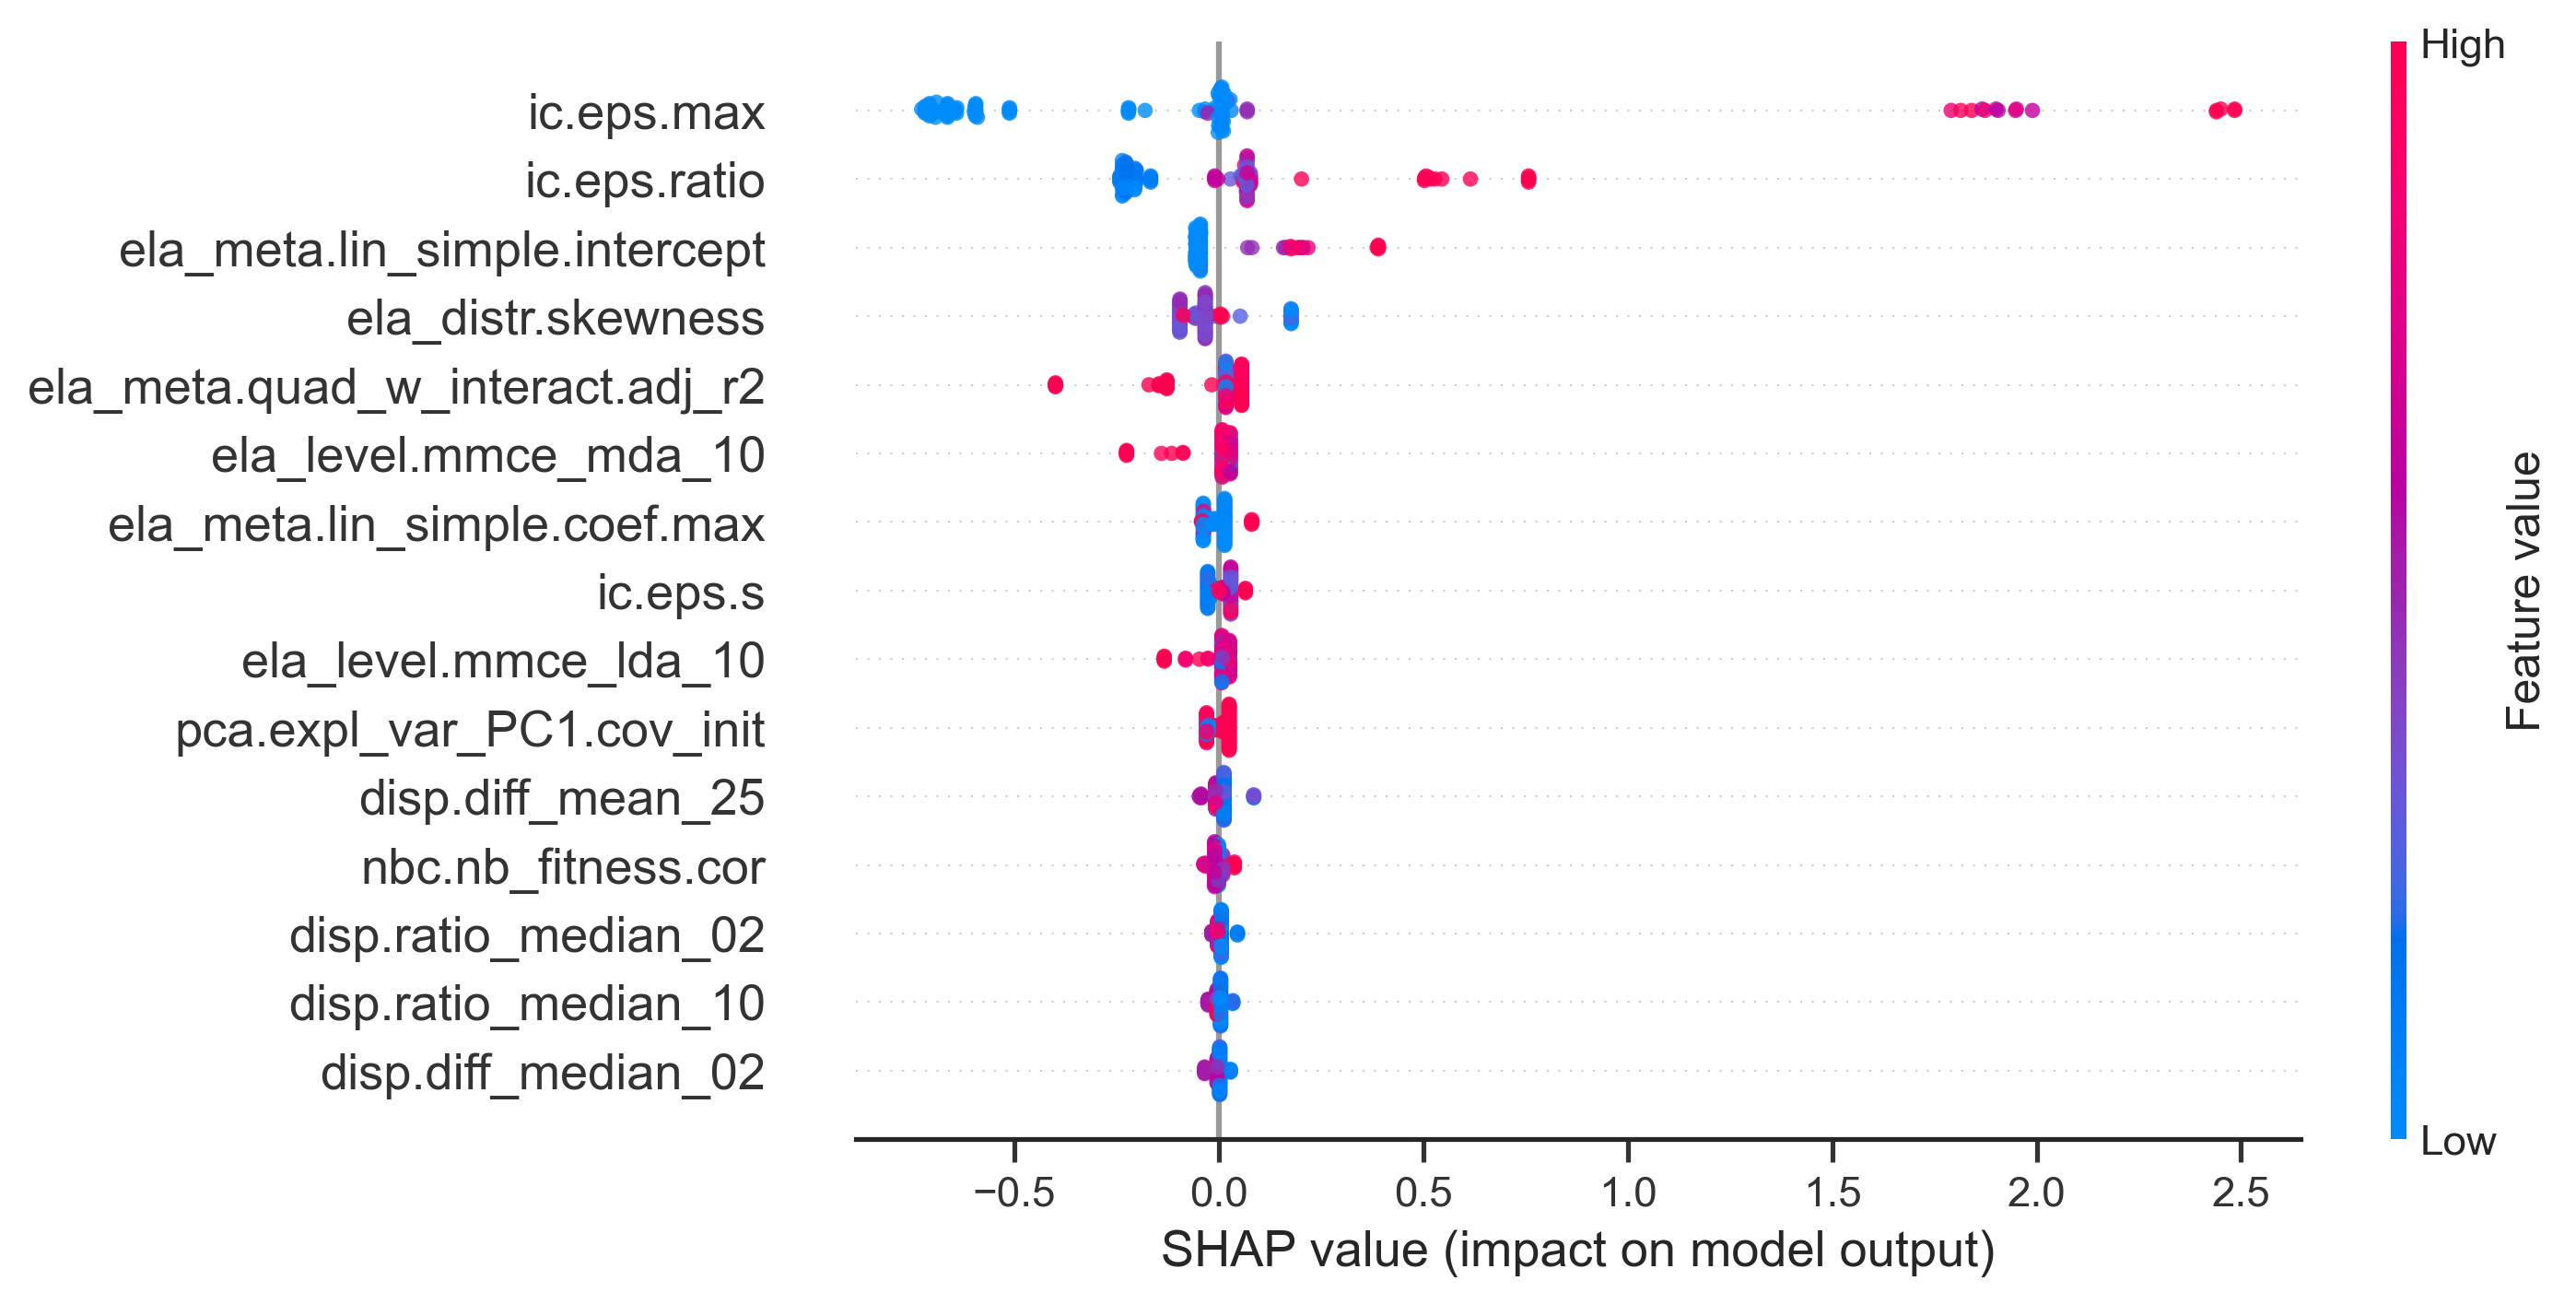 High
ic.eps.max
ic.eps.ratio
ela_meta.lin_simple.intercept
ela_distr.skewness
ela_meta.quad_w_interact.adj_r2
ela_level.mmce_mda_10
ela_meta.lin_simple.coef.max
ic.eps.s
ela_level.mmce_lda_10
pca.expl_var_PC1.cov_init
disp.diff_mean_25
nbc.nb_fitness.cor
disp.ratio_median_02
disp.ratio_median_10
disp.diff_median_02
Feature value
Low
−0.5 0.0 0.5 1.0 1.5 2.0 2.5
SHAP value (impact on model output)